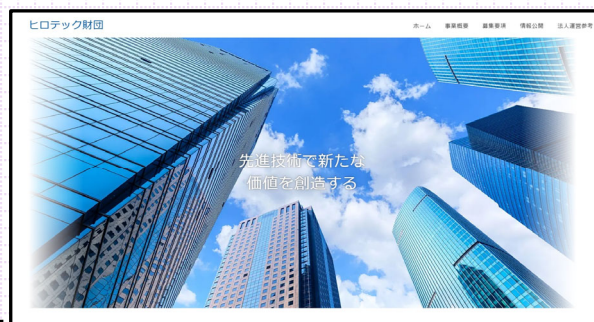 ヒロテック財団
ホーム 事業概要 募集要項 情報公開 法人運営参考
先進技術で新たな
価値を創造する